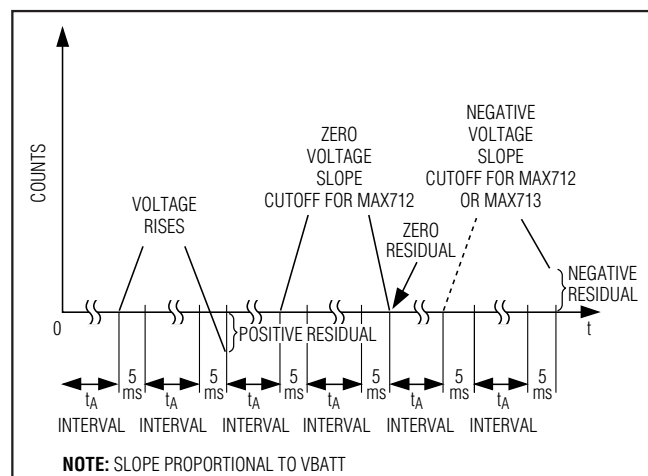 COUNTS
VOLTAGE
RISES
ZERO
VOLTAGE
SLOPE
CUTOFF FOR MAX712
NEGATIVE
VOLTAGE
SLOPE
CUTOFF FOR MAX712
OR MAX713
ZERO
RESIDUAL
NEGATIVE
RESIDUAL
POSITIVE RESIDUAL
0
t
5
ms
5
ms
5
ms
5
ms
5
ms
5
ms
tA
tA
tA
tA
tA
tA
INTERVAL INTERVAL INTERVAL INTERVAL INTERVAL INTERVAL
NOTE: SLOPE PROPORTIONAL TO VBATT